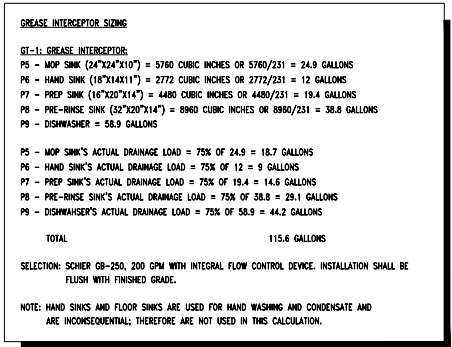 GREASE INTERCEPTOR SIZING
GT-1: GREASE INTERCEPTOR:
P5 - MOP SINK (24"X24"X10") = 5760 CUBIC INCHES OR 5760/231 = 24.9 GALLONS
P6 - HAND SINK (18"X14X11") = 2772 CUBIC INCHES OR 2772/231 = 12 GALLONS
P7 - PREP SINK (16"X20"X14") = 4480 CUBIC INCHES OR 4480/231 = 19.4 GALLONS
P8 - PRE-RINSE SINK (32"X20"X14") = 8960 CUBIC INCHES OR 8960/231 = 38.8 GALLONS
P9 - DISHWASHER = 58.9 GALLONS
P5 - MOP SINK'S ACTUAL DRAINAGE LOAD = 75% OF 24.9 = 18.7 GALLONS
P6 - HAND SINK'S ACTUAL DRAINAGE LOAD = 75% OF 12 = 9 GALLONS
P7 - PREP SINK'S ACTUAL DRAINAGE LOAD = 75% OF 19.4 = 14.6 GALLONS
P8 - PRE-RINSE SINK'S ACTUAL DRAINAGE LOAD = 75% OF 38.8 = 29.1 GALLONS
P9 - DISHWAHSER'S ACTUAL DRAINAGE LOAD = 75% OF 58.9 = 44.2 GALLONS
TOTAL 115.6 GALLONS
SELECTION: SCHIER GB-250, 200 GPM WITH INTEGRAL FLOW CONTROL DEVICE. INSTALLATION SHALL BE
FLUSH WITH FINISHED GRADE.
NOTE: HAND SINKS AND FLOOR SINKS ARE USED FOR HAND WASHING AND CONDENSATE AND
ARE INCONSEQUENTIAL; THEREFORE ARE NOT USED IN THIS CALCULATION.